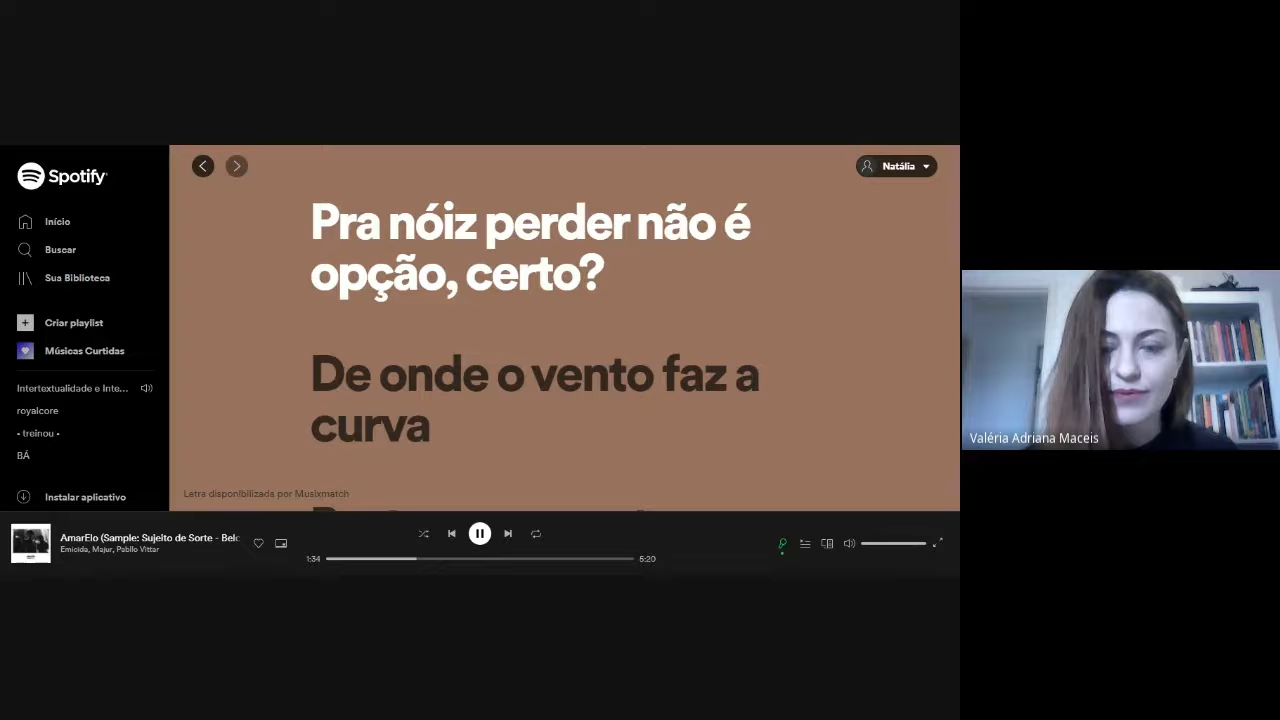 Spotify
Natália
Início
Buscar
Sua Biblioteca
Criar playlist
Músicas Curtidas
Intertextualidade e Inte...
royalcore
• treinou •
BÁ
Instalar aplicativo
Pra nóiz perder não é
opção, certo?
De onde o vento faz a
curva
Letra disponibilizada por Musixmatch
AmarElo (Sample: Sujeito de Sorte - Belc
Emicida, Majur, Pabllo Vittar
1:34
5:20
Valéria Adriana Maceis